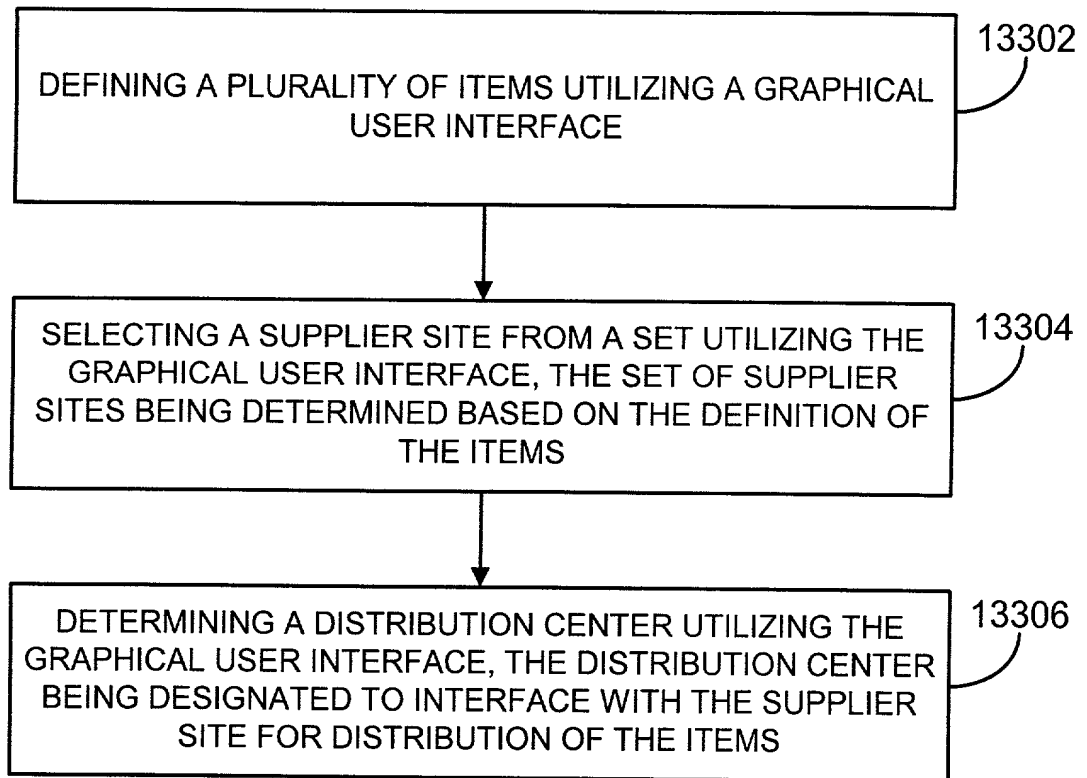 13302
DEFINING A PLURALITY OF ITEMS UTILIZING A GRAPHICAL
USER INTERFACE
13304
SELECTING A SUPPLIER SITE FROM A SET UTILIZING THE
GRAPHICAL USER INTERFACE, THE SET OF SUPPLIER
SITES BEING DETERMINED BASED ON THE DEFINITION OF
THE ITEMS
13306
DETERMINING A DISTRIBUTION CENTER UTILIZING THE
GRAPHICAL USER INTERFACE, THE DISTRIBUTION CENTER
BEING DESIGNATED TO INTERFACE WITH THE SUPPLIER
SITE FOR DISTRIBUTION OF THE ITEMS